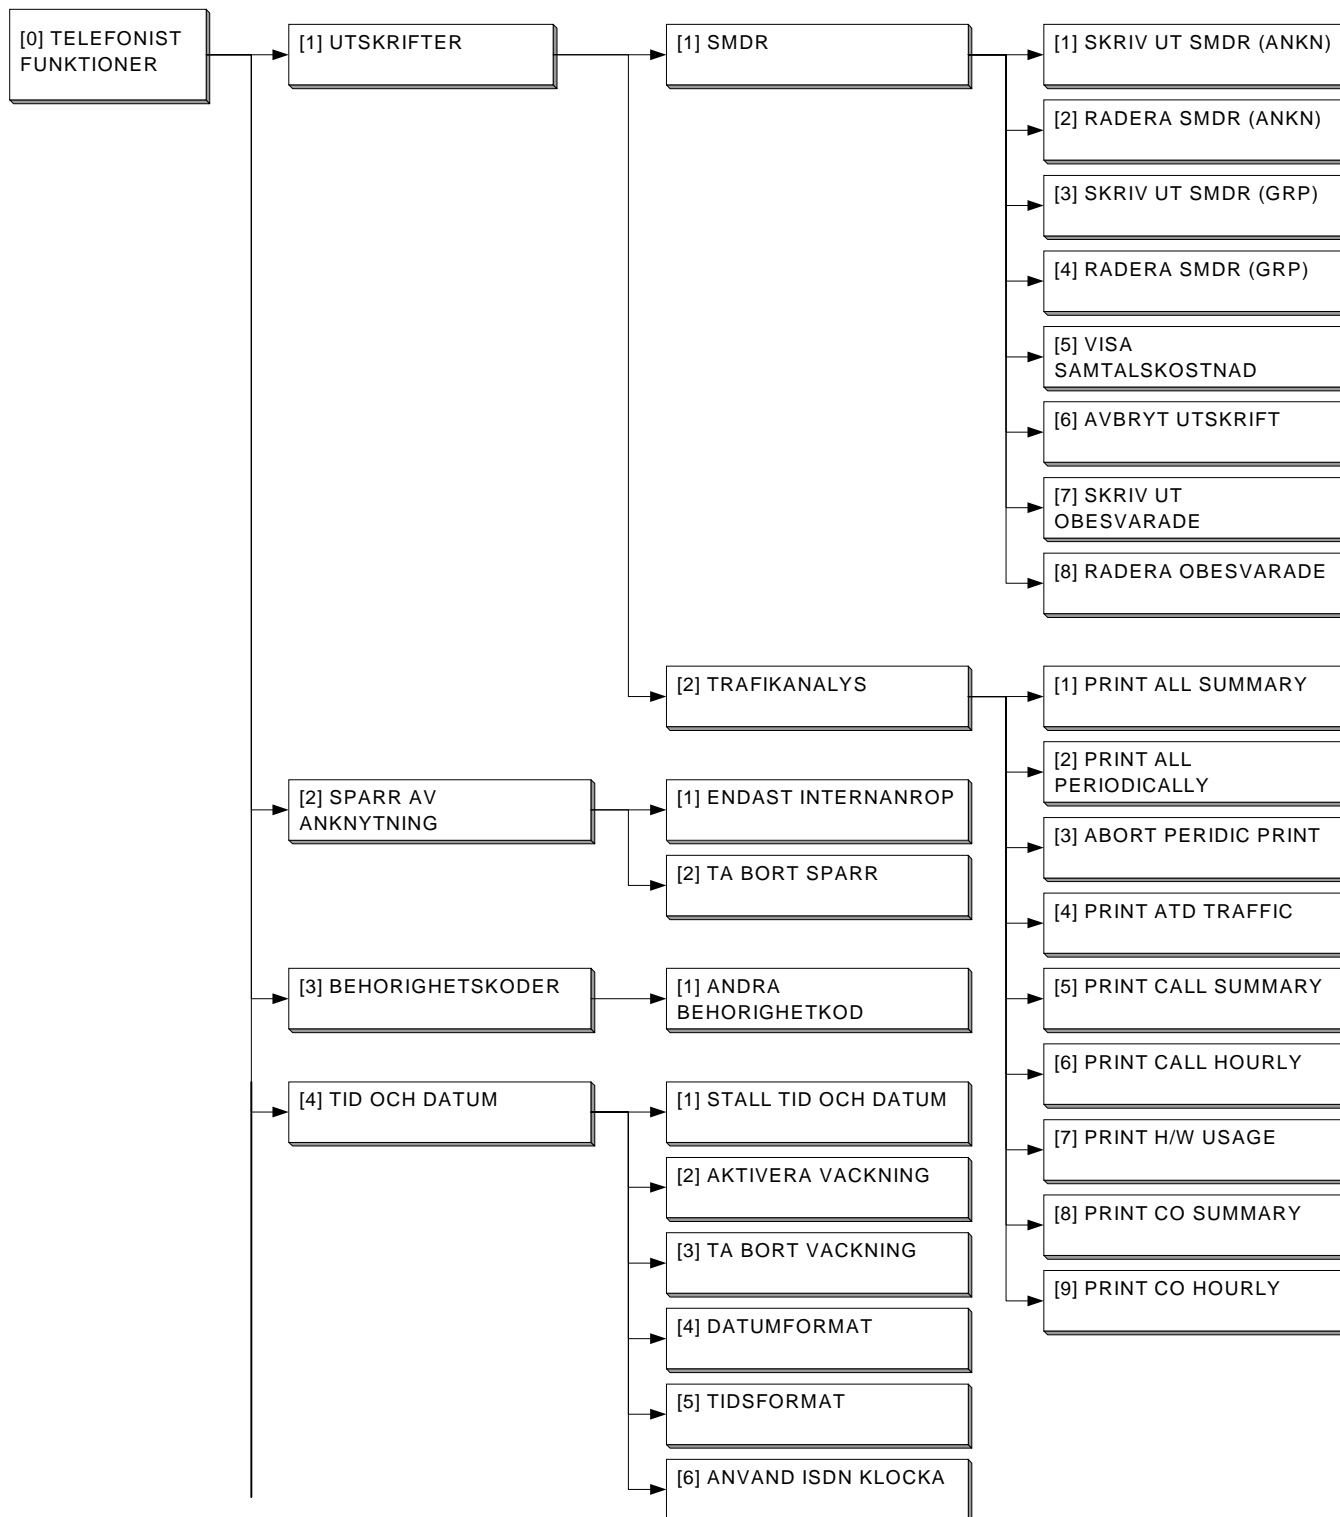 [0] TELEFONIST
FUNKTIONER
[1] UTSKRIFTER
[1] SMDR
[1] SKRIV UT SMDR (ANKN)
[2] RADERA SMDR (ANKN)
[3] SKRIV UT SMDR (GRP)
[4] RADERA SMDR (GRP)
[5] VISA
SAMTALSKOSTNAD
[6] AVBRYT UTSKRIFT
[7] SKRIV UT
OBESVARADE
[8] RADERA OBESVARADE
[2] TRAFIKANALYS
[1] PRINT ALL SUMMARY
[2] PRINT ALL
PERIODICALLY
[3] ABORT PERIDIC PRINT
[4] PRINT ATD TRAFFIC
[5] PRINT CALL SUMMARY
[6] PRINT CALL HOURLY
[7] PRINT H/W USAGE
[8] PRINT CO SUMMARY
[9] PRINT CO HOURLY
[2] SPARR AV
ANKNYTNING
[1] ENDAST INTERNANROP
[2] TA BORT SPARR
[3] BEHORIGHETSKODER
[1] ANDRA
BEHORIGHETKOD
[4] TID OCH DATUM
[1] STALL TID OCH DATUM
[2] AKTIVERA VACKNING
[3] TA BORT VACKNING
[4] DATUMFORMAT
[5] TIDSFORMAT
[6] ANVAND ISDN KLOCKA